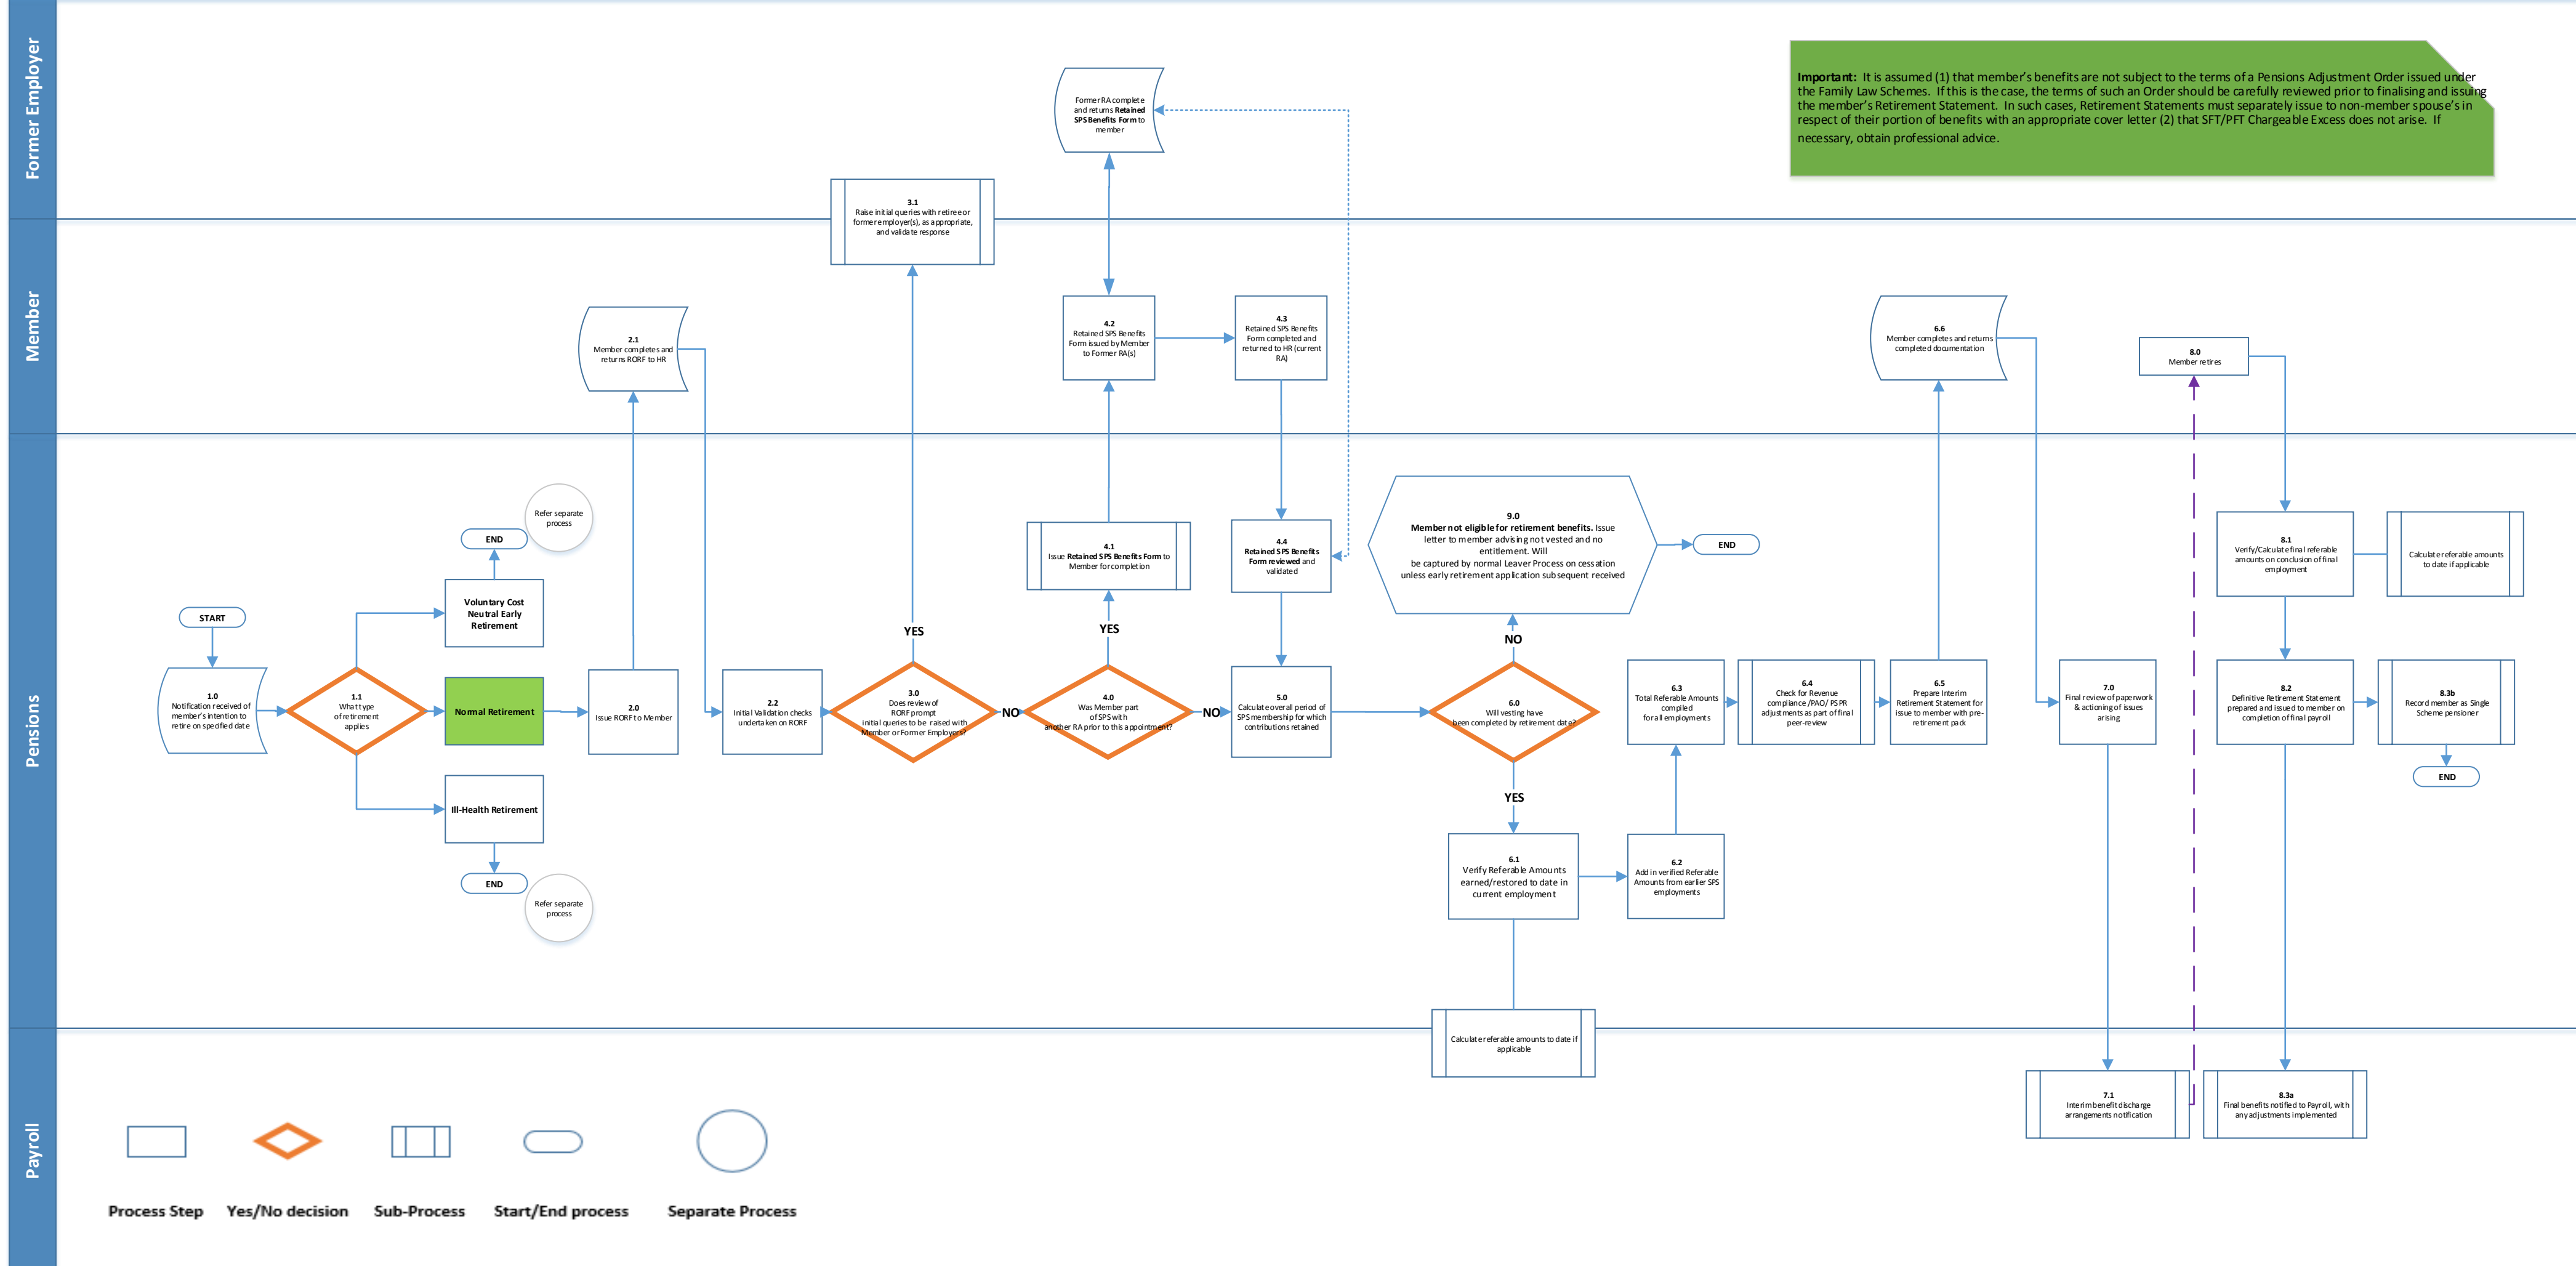 Former Employer
Member
Pensions
Payroll
Important: It is assumed (1) that member's benefits are not subject to the terms of a Pensions Adjustment Order issued under
the Family Law Schemes. If this is the case, the terms of such an Order should be carefully reviewed prior to finalising and issuing
the member's Retirement Statement. In such cases, Retirement Statements must separately issue to non-member spouse's in
respect of their portion of benefits with an appropriate cover letter (2) that SFT/PFT Chargeable Excess does not arise. If
necessary, obtain professional advice.
START
1.0
Notification received of
member's intention to
retire on specified date
1.1
What type
of retirement
applies
Refer separate
process
END
Voluntary Cost
Neutral Early
Retirement
Normal Retirement
Ill-Health Retirement
END
Refer separate
process
2.0
Issue RORF to Member
2.1
Member completes and
returns RORF to HR
2.2
Initial Validation checks
undertaken on RORF
3.0
Does review of
RORF prompt
initial queries to be raised with
Member or Former Employers?
YES
NO
3.1
Raise initial queries with retiree or
former employer(s), as appropriate,
and validate response
4.0
Was Member part
of SPS with
another RA prior to this appointment?
YES
NO
4.1
Issue Retained SPS Benefits Form to
Member for completion
4.2
Retained SPS Benefits
Form issued by Member
to Former RA(s)
Former RA complete
and returns Retained
SPS Benefits Form to
member
4.3
Retained SPS Benefits
Form completed and
returned to HR (current
RA)
4.4
Retained SPS Benefits
Form reviewed and
validated
5.0
Calculate overall period of
SPS membership for which
contributions retained
6.0
Will vesting have
been completed by retirement date?
NO
YES
9.0
Member not eligible for retirement benefits. Issue
letter to member advising not vested and no
entitlement. Will
be captured by normal Leaver Process on cessation
unless early retirement application subsequent received
END
6.1
Verify Referable Amounts
earned/restored to date in
current employment
Calculate referable amounts to date if
applicable
6.2
Add in verified Referable
Amounts from earlier SPS
employments
6.3
Total Referable Amounts
compiled
for all employments
6.4
Check for Revenue
compliance /PAO/ PSPR
adjustments as part of final
peer-review
6.5
Prepare Interim
Retirement Statement for
issue to member with pre-
retirement pack
6.6
Member completes and returns
completed documentation
7.0
Final review of paperwork
& actioning of issues
arising
7.1
Interim benefit discharge
arrangements notification
8.0
Member retires
8.1
Verify/Calculate final referable
amounts on conclusion of final
employment
Calculate referable amounts
to date if applicable
8.2
Definitive Retirement Statement
prepared and issued to member on
completion of final payroll
8.3b
Record member as Single
Scheme pensioner
END
8.3a
Final benefits notified to Payroll, with
any adjustments implemented
Process Step
Yes/No decision
Sub-Process
Start/End process
Separate Process